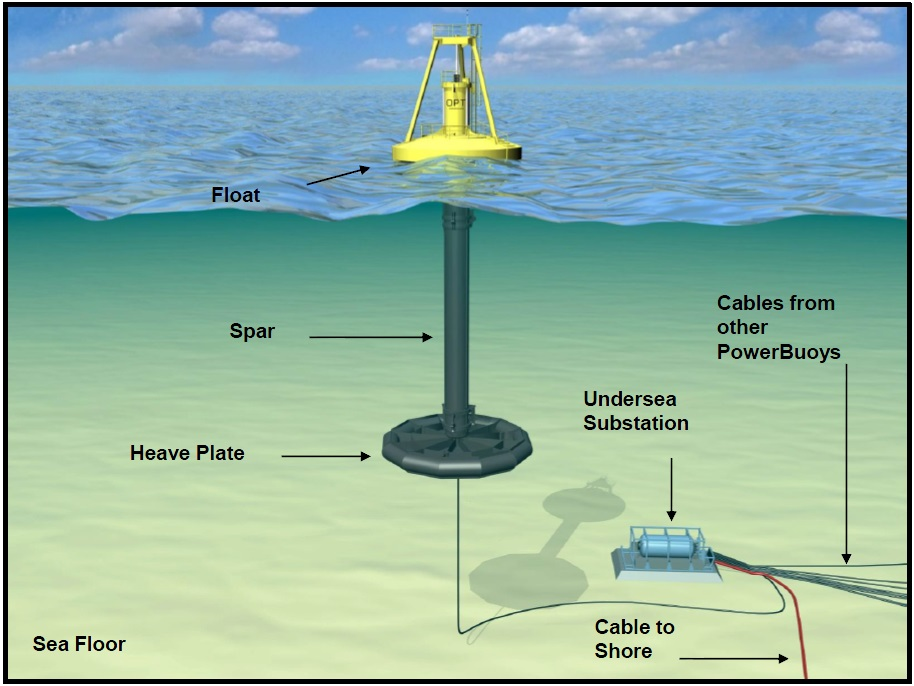 OPT
Float
Spar
Cables from
other
PowerBuoys
Undersea
Substation
Heave Plate
Cable to
Shore
Sea Floor